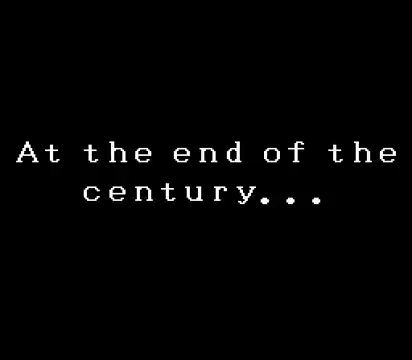 At the end of the
century...